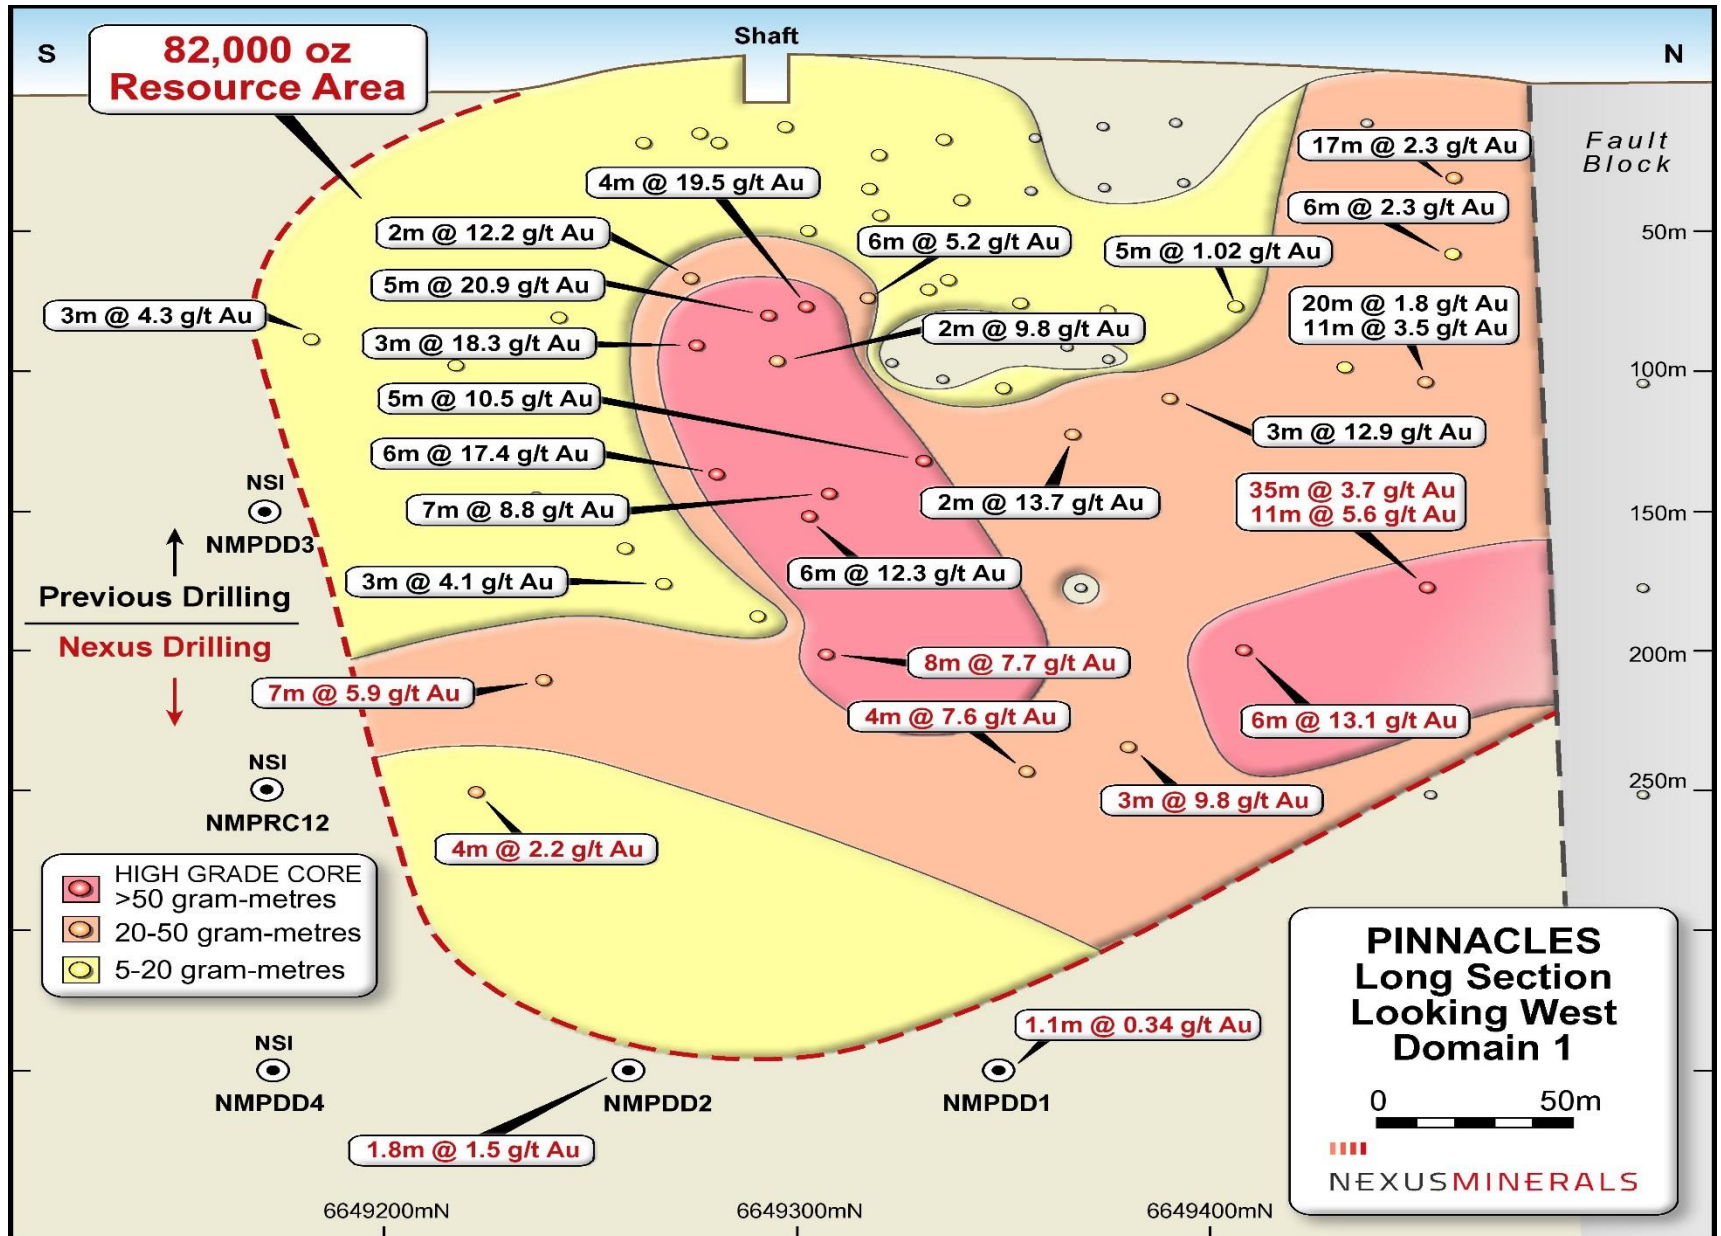 S
82,000 oz
Resource Area
Shaft
N
Fault
Block
17m @ 2.3 g/t Au
4m @ 19.5 g/t Au
6m @ 2.3 g/t Au
2m @ 12.2 g/t Au
6m @ 5.2 g/t Au
5m @ 1.02 g/t Au
50m
5m @ 20.9 g/t Au
20m @ 1.8 g/t Au
11m @ 3.5 g/t Au
3m @ 4.3 g/t Au
3m @ 18.3 g/t Au
2m @ 9.8 g/t Au
100m
5m @ 10.5 g/t Au
3m @ 12.9 g/t Au
6m @ 17.4 g/t Au
NSI
NMPDD3
7m @ 8.8 g/t Au
2m @ 13.7 g/t Au
35m @ 3.7 g/t Au
11m @ 5.6 g/t Au
150m
3m @ 4.1 g/t Au
6m @ 12.3 g/t Au
Previous Drilling
Nexus Drilling
200m
8m @ 7.7 g/t Au
7m @ 5.9 g/t Au
4m @ 7.6 g/t Au
6m @ 13.1 g/t Au
NSI
NMPRC12
250m
3m @ 9.8 g/t Au
4m @ 2.2 g/t Au
HIGH GRADE CORE
>50 gram-metres
20-50 gram-metres
5-20 gram-metres
PINNACLES
Long Section
Looking West
Domain 1
0 50m
NEXUSMINERALS
1.1m @ 0.34 g/t Au
NSI
NMPDD4
NMPDD2
NMPDD1
1.8m @ 1.5 g/t Au
6649200mN
6649300mN
6649400mN